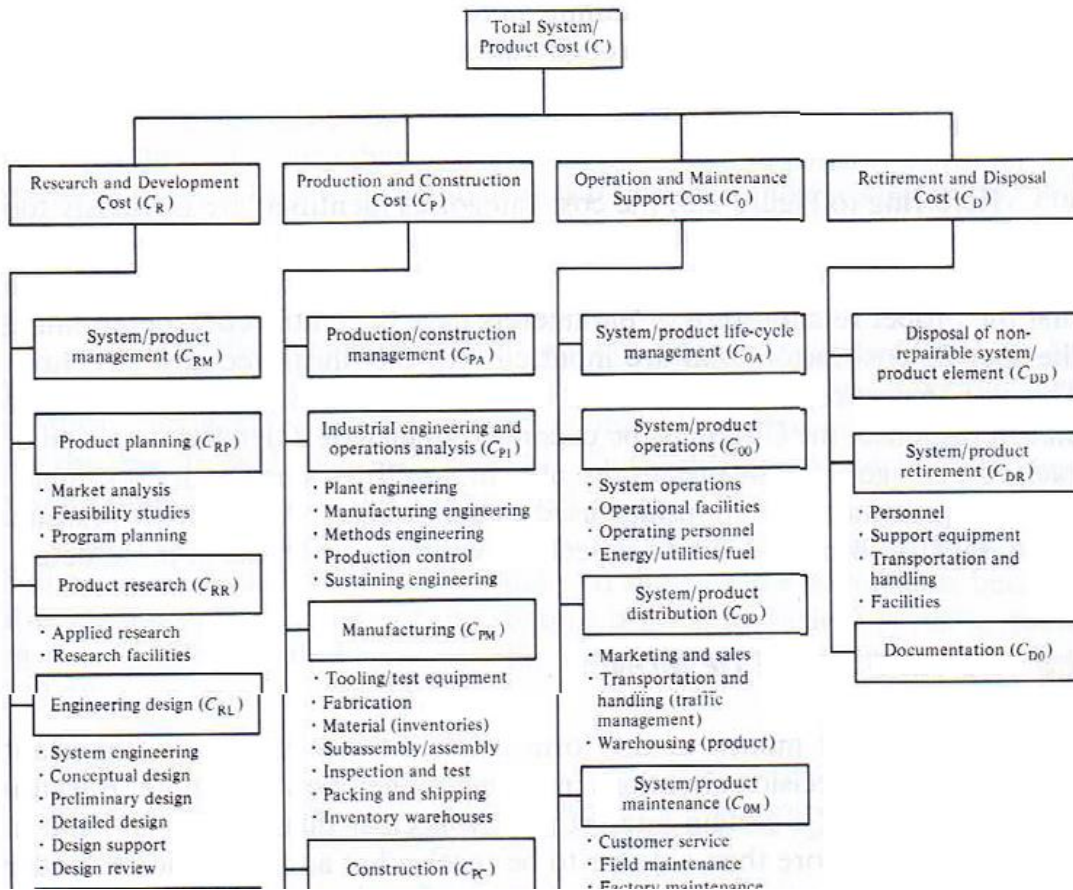 Total System/
Product Cost (C)
Research and Development
Cost (C_R)
Production and Construction
Cost (C_P)
Operation and Maintenance
Support Cost (C_0)
Retirement and Disposal
Cost (C_D)
System/product
management (C_RM)
Product planning (C_RP)
· Market analysis
· Feasibility studies
· Program planning
Product research (C_RR)
· Applied research
· Research facilities
Engineering design (C_RL)
· System engineering
· Conceptual design
· Preliminary design
· Detailed design
· Design support
· Design review
Production/construction
management (C_PA)
Industrial engineering and
operations analysis (C_PI)
· Plant engineering
· Manufacturing engineering
· Methods engineering
· Production control
· Sustaining engineering
Manufacturing (C_PM)
· Tooling/test equipment
· Fabrication
· Material (inventories)
· Subassembly/assembly
· Inspection and test
· Packing and shipping
· Inventory warehouses
Construction (C_PC)
System/product life-cycle
management (C_0A)
System/product
operations (C_00)
· System operations
· Operational facilities
· Operating personnel
· Energy/utilities/fuel
System/product
distribution (C_0D)
· Marketing and sales
· Transportation and
handling (traffic
management)
· Warehousing (product)
System/product
maintenance (C_0M)
· Customer service
· Field maintenance
· Factory maintenance
Disposal of non-
repairable system/
product element (C_DD)
System/product
retirement (C_DR)
· Personnel
· Support equipment
· Transportation and
handling
· Facilities
Documentation (C_D0)